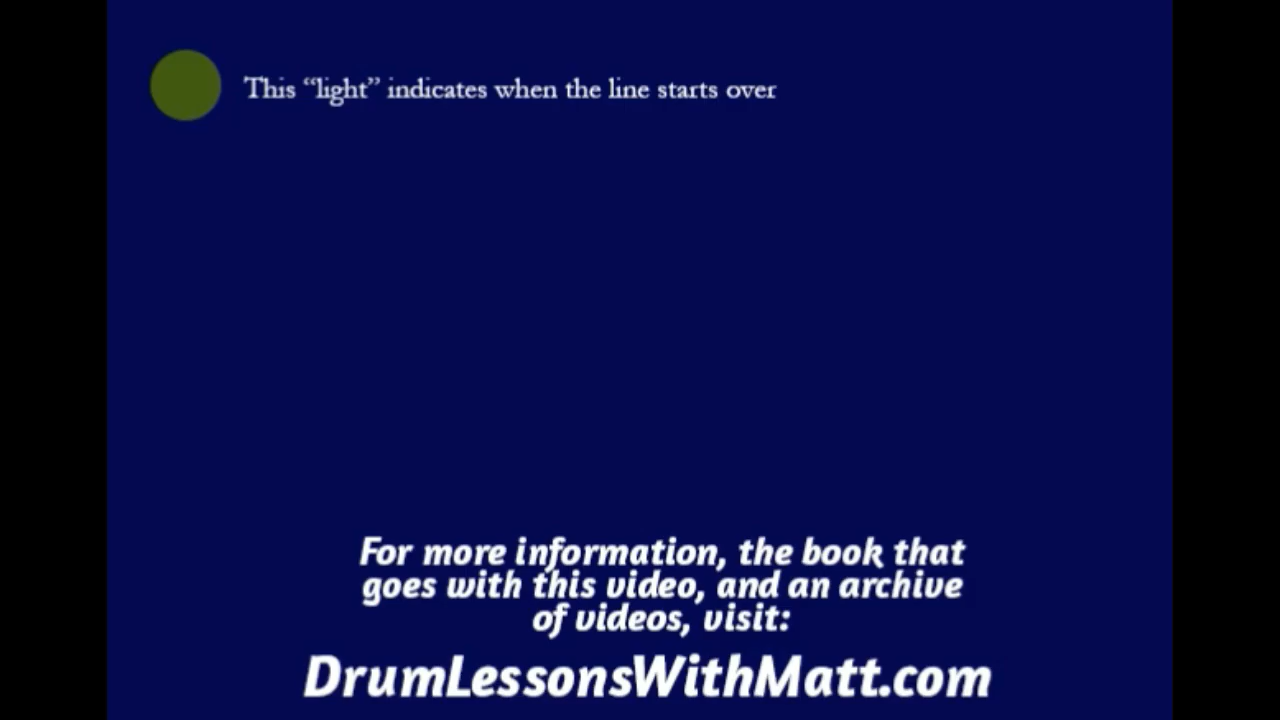 This “light” indicates when the line starts over
For more information, the book that
goes with this video, and an archive
of videos, visit:
DrumLessonsWithMatt.com